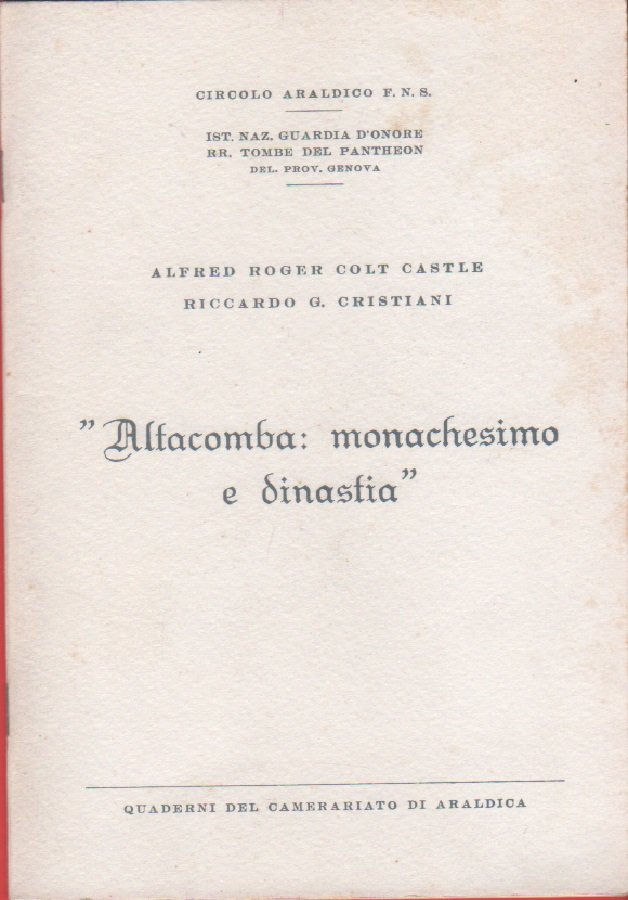 CIRCOLO ARALDICO F. N. S.
IST. NAZ. GUARDIA D'ONORE
RR. TOMBE DEL PANTHEON
DEL. PROV. GENOVA
ALFRED ROGER COLT CASTLE
RICCARDO G. CRISTIANI
"Altacomba: monachesimo
e dinastia"
QUADERNI DEL CAMERARIATO DI ARALDICA